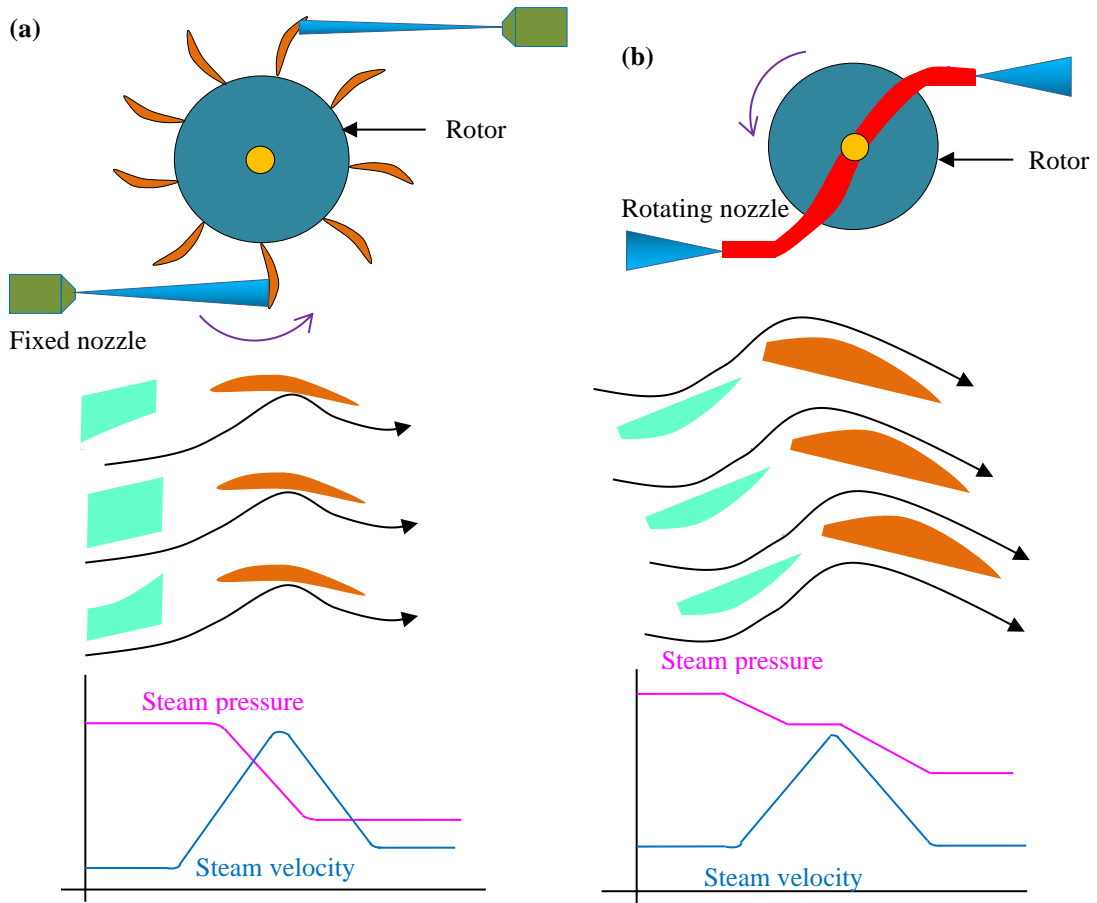 (a)
Rotor
Fixed nozzle
Steam pressure
Steam velocity
(b)
Rotor
Rotating nozzle
Steam pressure
Steam velocity